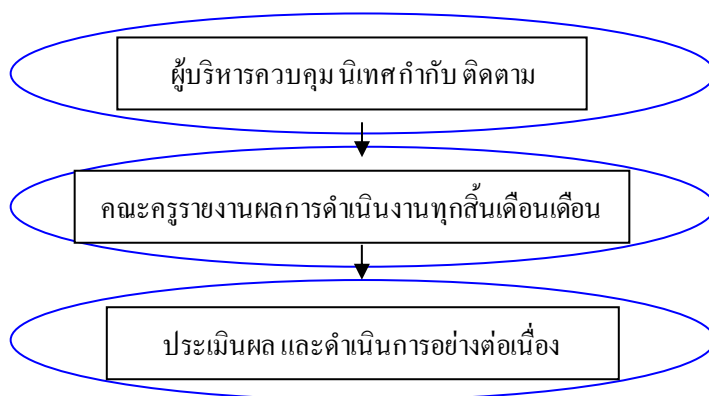 ผู้บริหารควบคุม นิเทศ กำกับ ติดตาม
คณะครูรายงานผลการดำเนินงานทุกสิ้นเดือนเดือน
ประเมินผล และดำเนินการอย่างต่อเนื่อง